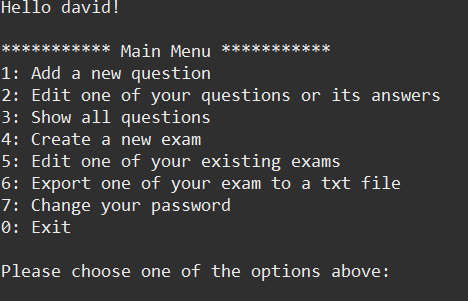 Hello david!
*********** Main Menu ***********
1: Add a new question
2: Edit one of your questions or its answers
3: Show all questions
4: Create a new exam
5: Edit one of your existing exams
6: Export one of your exam to a txt file
7: Change your password
0: Exit
Please choose one of the options above: